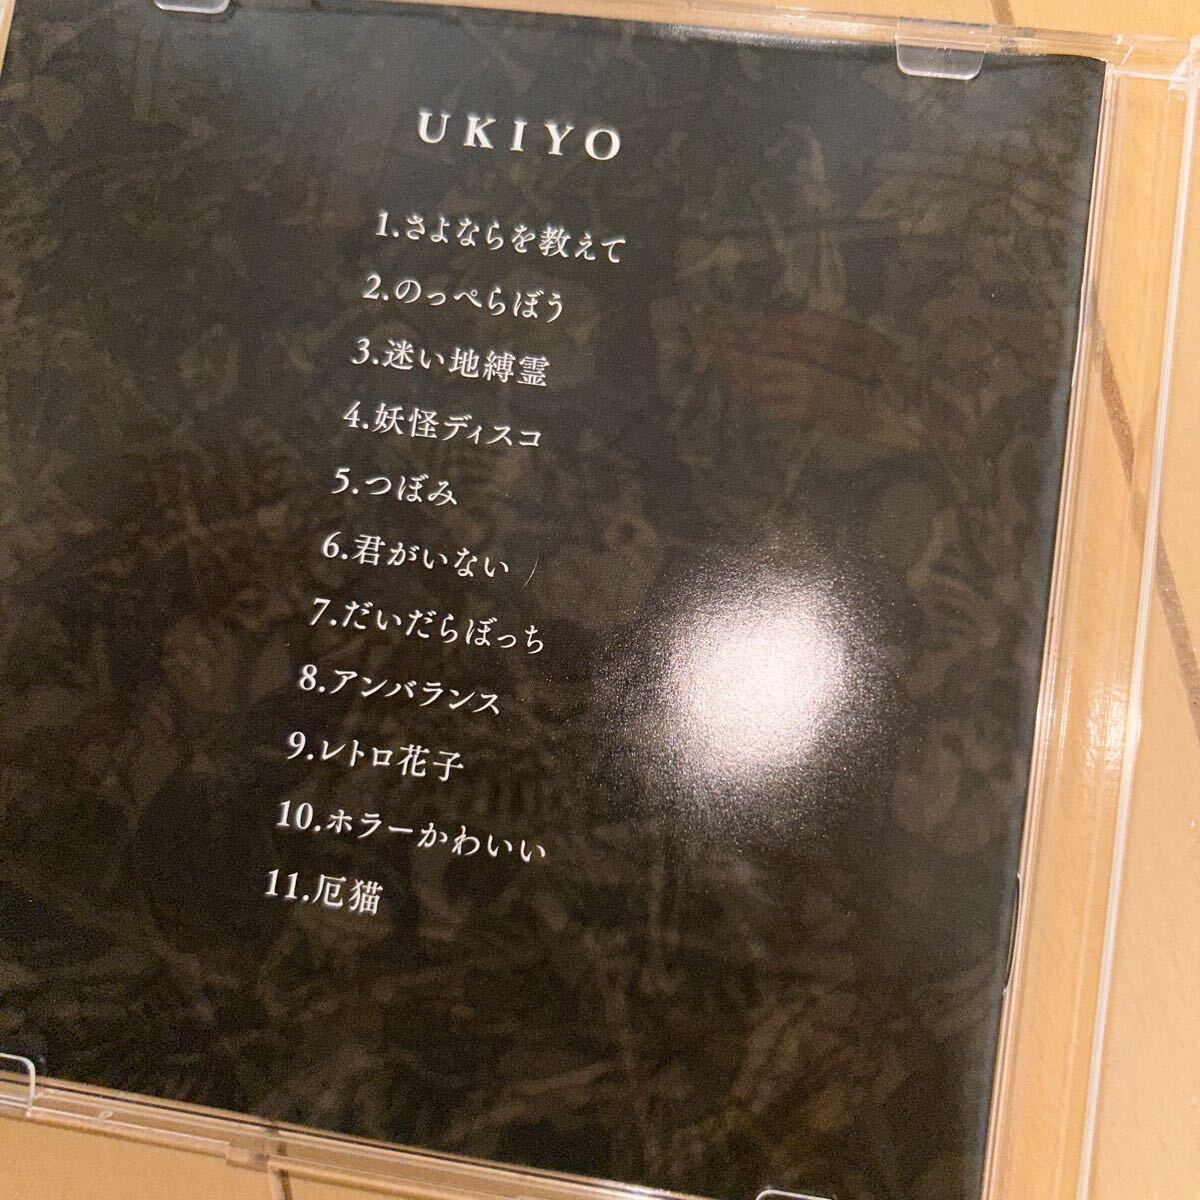 UKIYO
1.さよならを教えて
2.のっぺらぼう
3.迷い地縛霊
4.妖怪ディスコ
5.つぼみ
6.君がいない
7.だいだらぼっち
8.アンバランス
9.レトロ花子
10.ホラーかわいい
11.厄猫